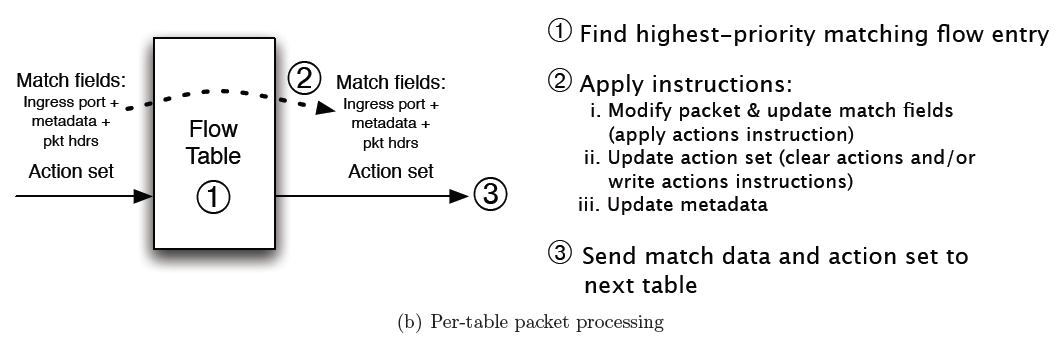 Match fields:
Ingress port +
metadata +
pkt hdrs
Action set
Flow
Table
①
②
Match fields:
Ingress port +
metadata +
pkt hdrs
Action set
③
① Find highest-priority matching flow entry
② Apply instructions:
i. Modify packet & update match fields
(apply actions instruction)
ii. Update action set (clear actions and/or
write actions instructions)
iii. Update metadata
③ Send match data and action set to
next table
(b) Per-table packet processing